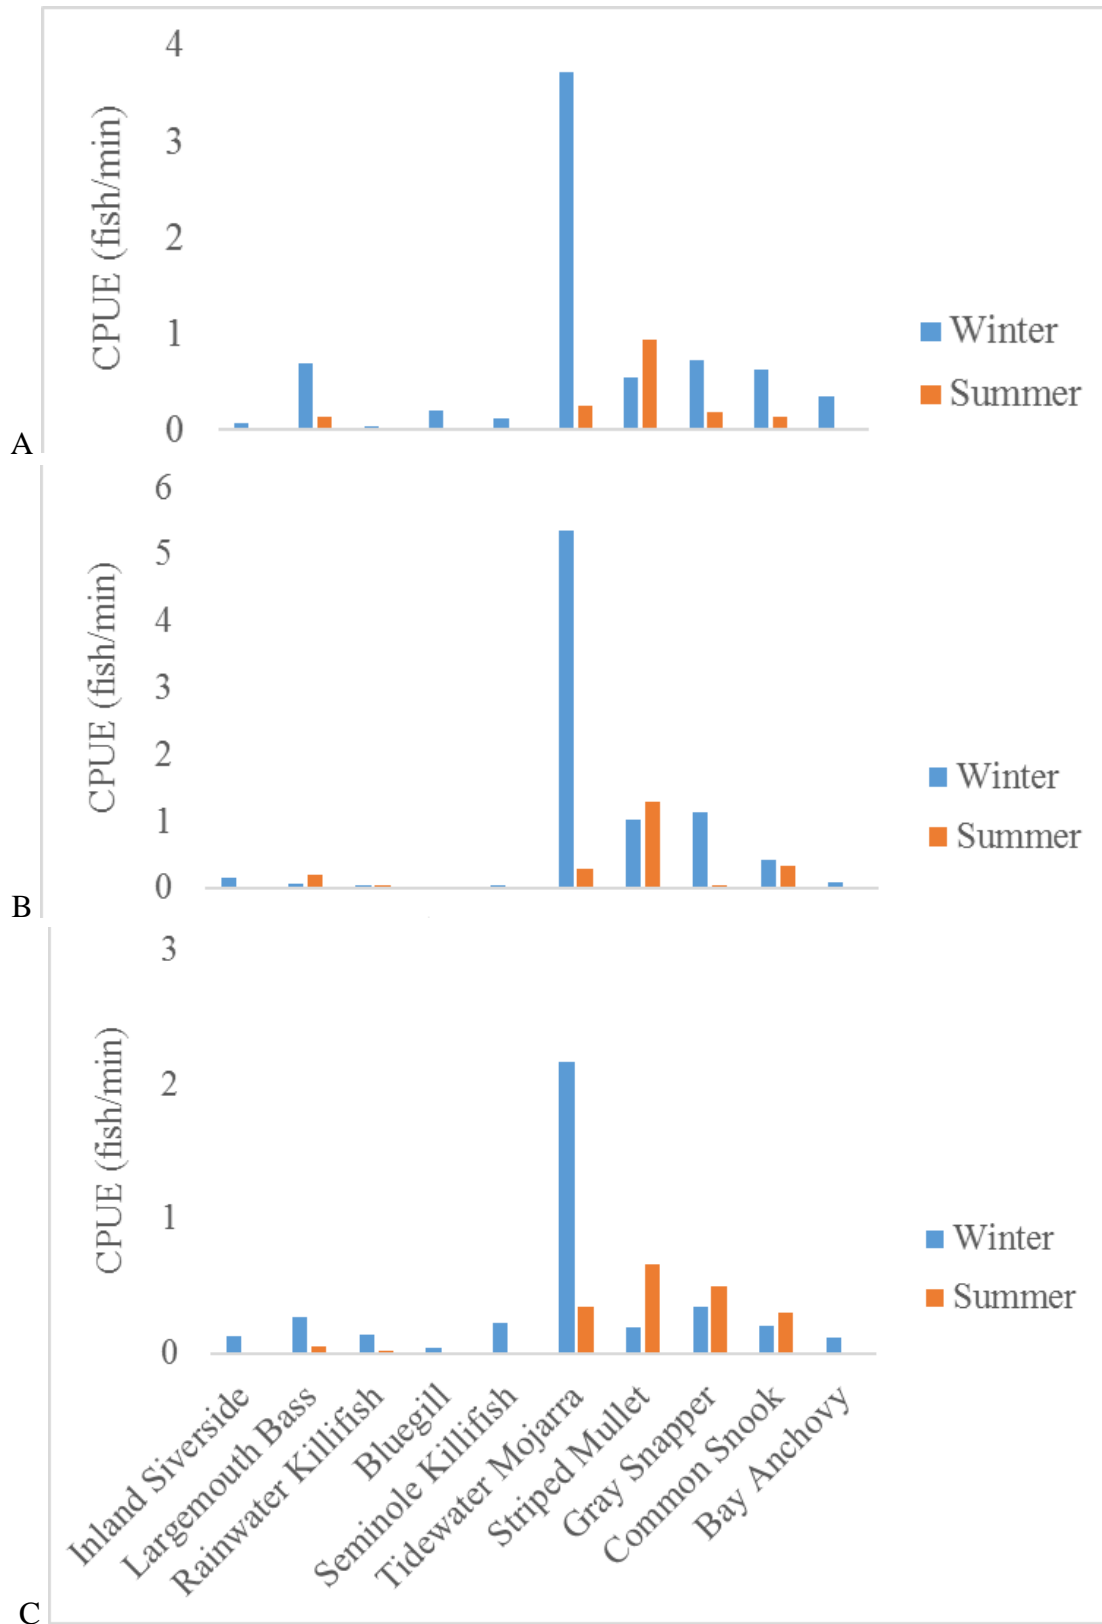 4
3
2
1
0
CPUE (fish/min)
Winter
Summer
A
6
5
4
3
2
1
0
CPUE (fish/min)
Winter
Summer
B
3
2
1
0
CPUE (fish/min)
Winter
Summer
Inland Siverside
Largemouth Bass
Rainwater Killifish
Bluegill
Seminole Killifish
Tidewater Mojarra
Striped Mullet
Gray Snapper
Common Snook
Bay Anchovy
C